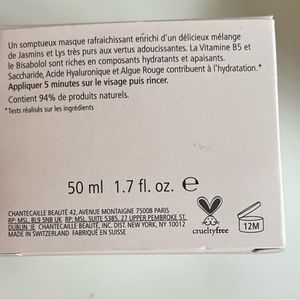 Un somptueux masque rafraichissant enrichi d'un délicieux mélange
de Jasmins et Lys très purs aux vertus adoucissantes. La Vitamine B5 et
le Bisabolol sont riches en composants hydratants et apaisants.
Saccharide, Acide Hyaluronique et Algue Rouge contribuent à l'hydratation.*
Appliquer 5 minutes sur le visage puis rincer.
Contient 94% de produits naturels.
*Tests réalisés sur les ingrédients
50 ml 1.7 fl. oz. ℮
CHANTECAILLE BEAUTÉ 42, AVENUE MONTAIGNE 75008 PARIS
RP: MSL, BL9 5NB UK RP: MSL, SUITE 5385, 27 UPPER PEMBROKE ST,
DUBLIN, IE CHANTECAILLE BEAUTÉ, INC. DIST. NEW YORK, NY 10012
MADE IN SWITZERLAND FABRIQUÉ EN SUISSE
crueltyfree
12M